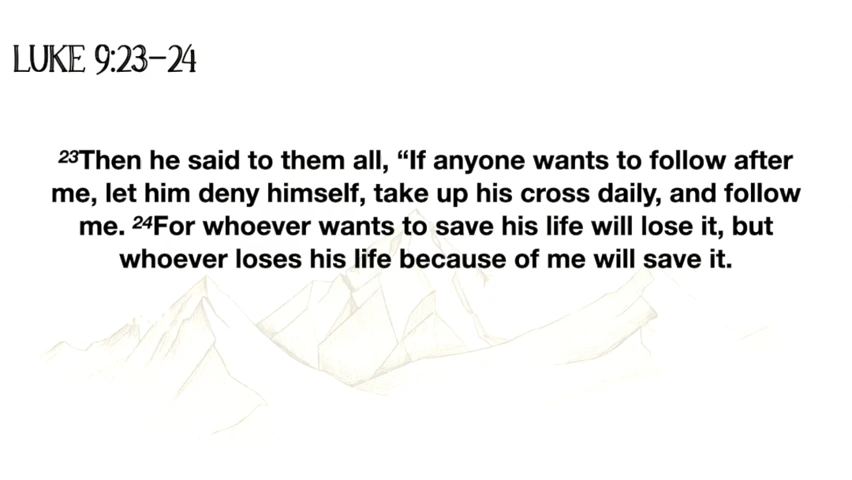 LUKE 9:23–24
²³Then he said to them all, “If anyone wants to follow after
me, let him deny himself, take up his cross daily, and follow
me. ²⁴For whoever wants to save his life will lose it, but
whoever loses his life because of me will save it.